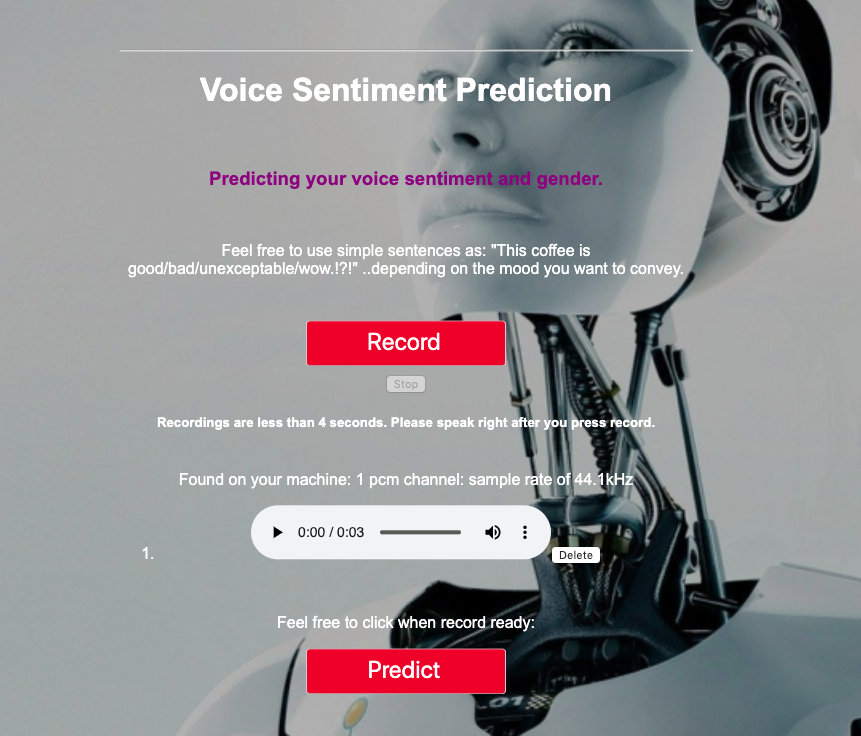 Voice Sentiment Prediction
Predicting your voice sentiment and gender.
Feel free to use simple sentences as: "This coffee is
good/bad/unexceptable/wow.!?!" ..depending on the mood you want to convey.
Record
Stop
Recordings are less than 4 seconds. Please speak right after you press record.
Found on your machine: 1 pcm channel: sample rate of 44.1kHz
0:00 / 0:03
1.
Delete
Feel free to click when record ready:
Predict